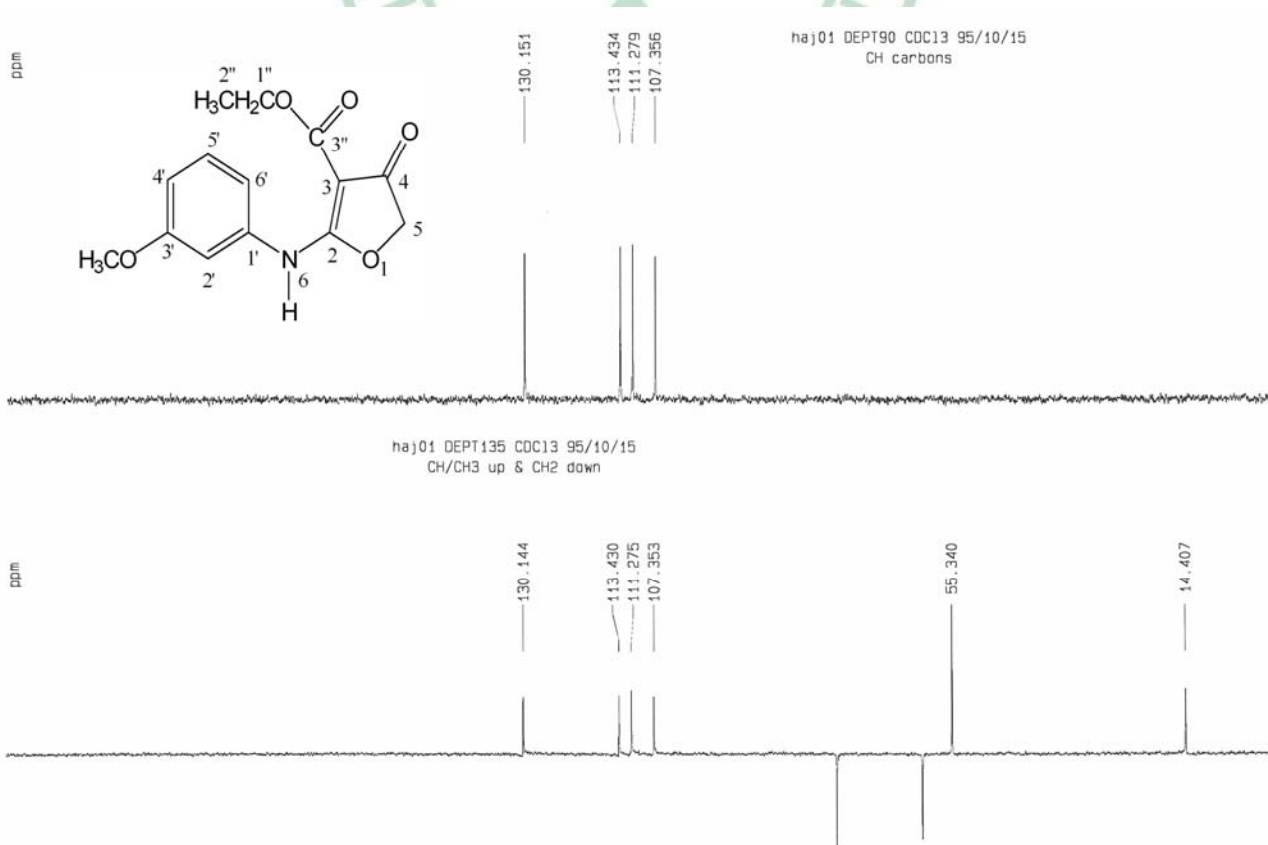 haj01 DEPT90 CDCl3 95/10/15
CH carbons
ppm
130.151
113.434
111.279
107.356
2'' 1''
H3CH2CO O
C O
3''
5'
4' 6' 3 4
5
3' 1' 2 O1
H3CO 2' N 6
H
haj01 DEPT135 CDCl3 95/10/15
CH/CH3 up & CH2 down
ppm
130.144
113.430
111.275
107.353
55.340
14.407